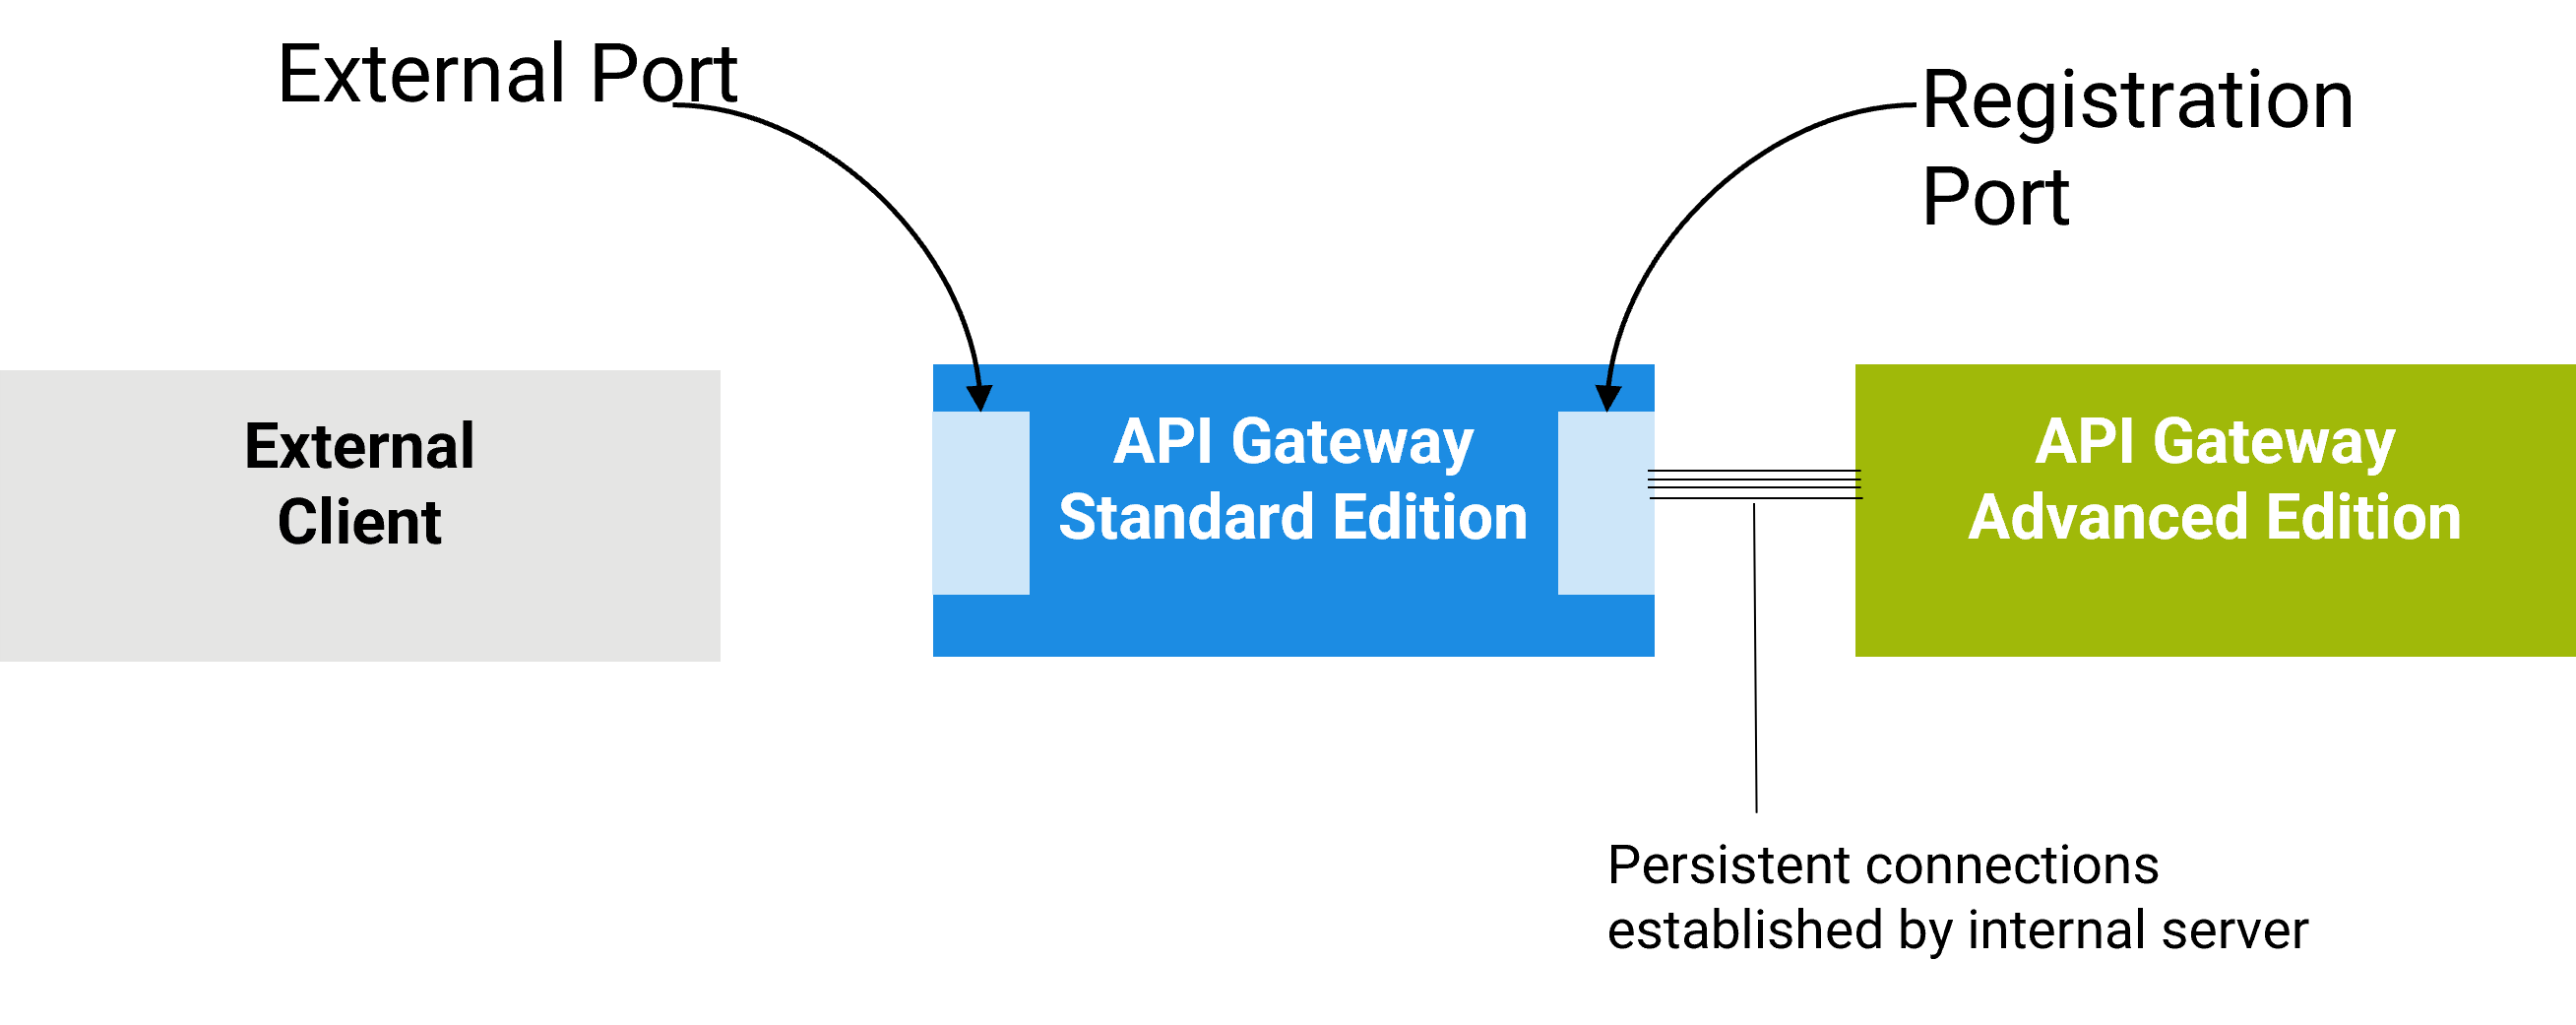 External Port
Registration
Port
External
Client
API Gateway
Standard Edition
API Gateway
Advanced Edition
Persistent connections
established by internal server